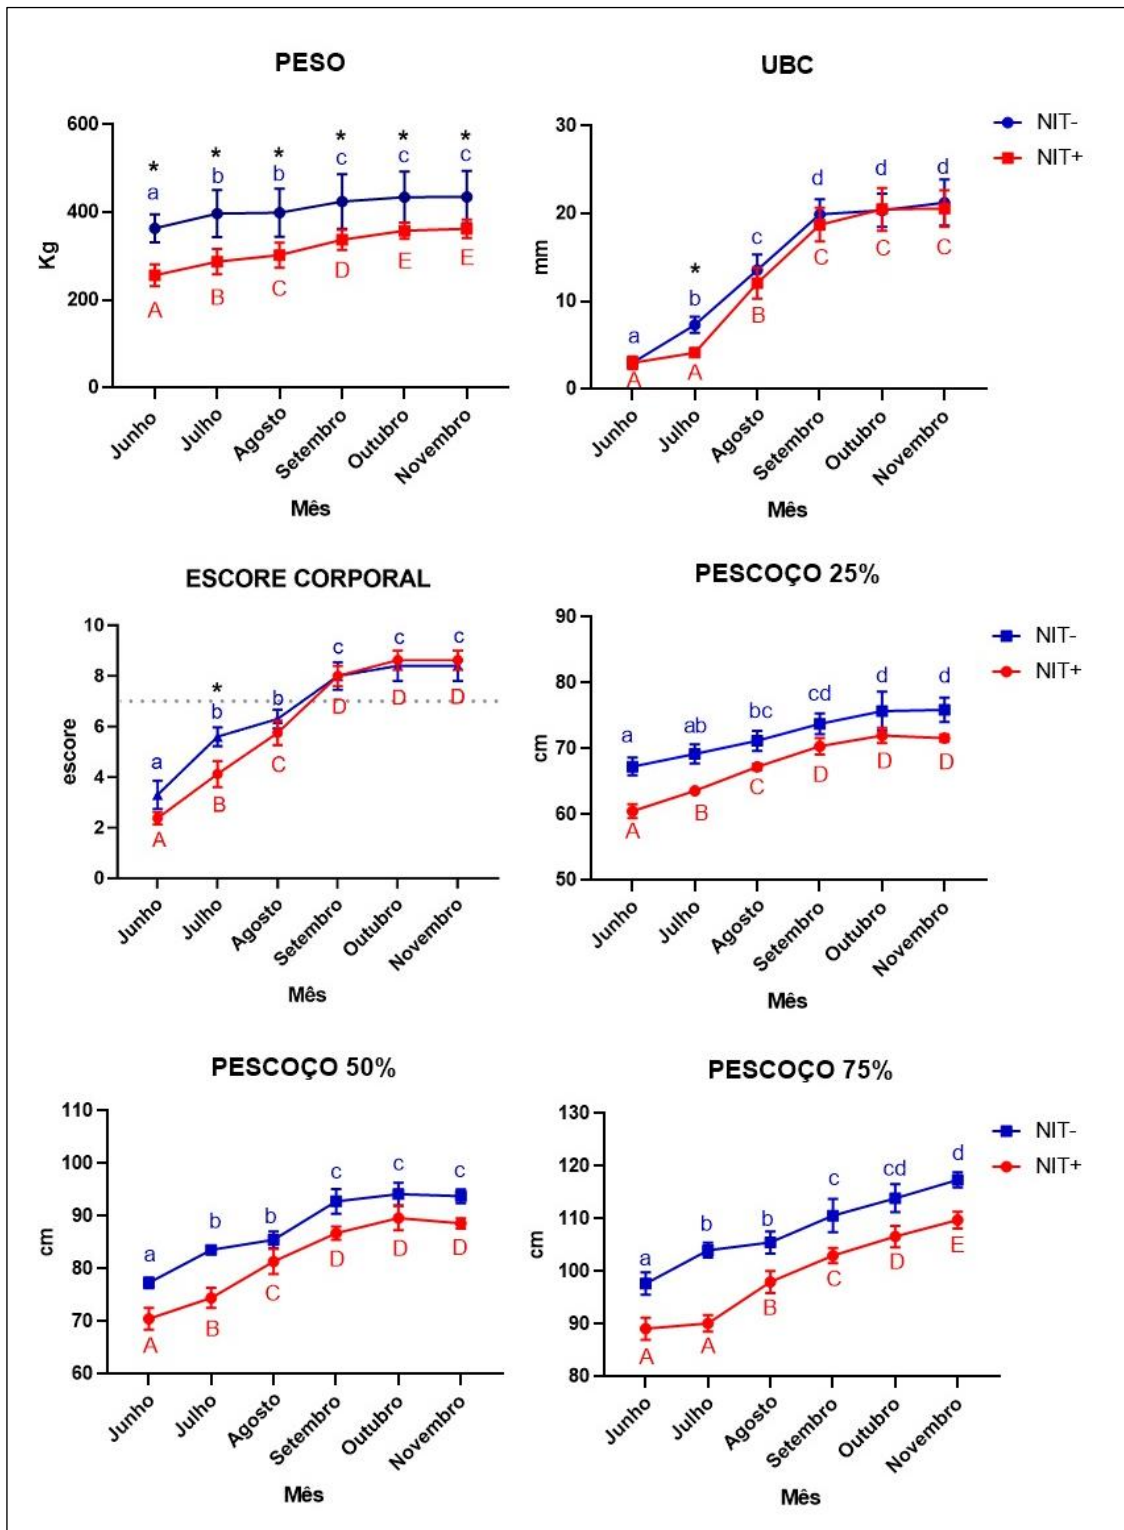 PESO
600
400
200
0
Kg
* * * * * *
a b b c c c
A B C D E E
Junho Julho Agosto Setembro Outubro Novembro
Mês
UBC
30
20
10
0
mm
*
a b c d d d
A A B C C C
Junho Julho Agosto Setembro Outubro Novembro
Mês
NIT-
NIT+
ESCORE CORPORAL
10
8
6
4
2
0
escore
*
a b b c c c
A B C D D D
Junho Julho Agosto Setembro Outubro Novembro
Mês
PESCOÇO 25%
90
80
70
60
50
cm
a ab bc cd d d
A B C D D D
Junho Julho Agosto Setembro Outubro Novembro
Mês
NIT-
NIT+
PESCOÇO 50%
110
100
90
80
70
60
cm
a b b c c c
A B C D D D
Junho Julho Agosto Setembro Outubro Novembro
Mês
PESCOÇO 75%
130
120
110
100
90
80
cm
a b b c cd d
A A B C D E
Junho Julho Agosto Setembro Outubro Novembro
Mês
NIT-
NIT+